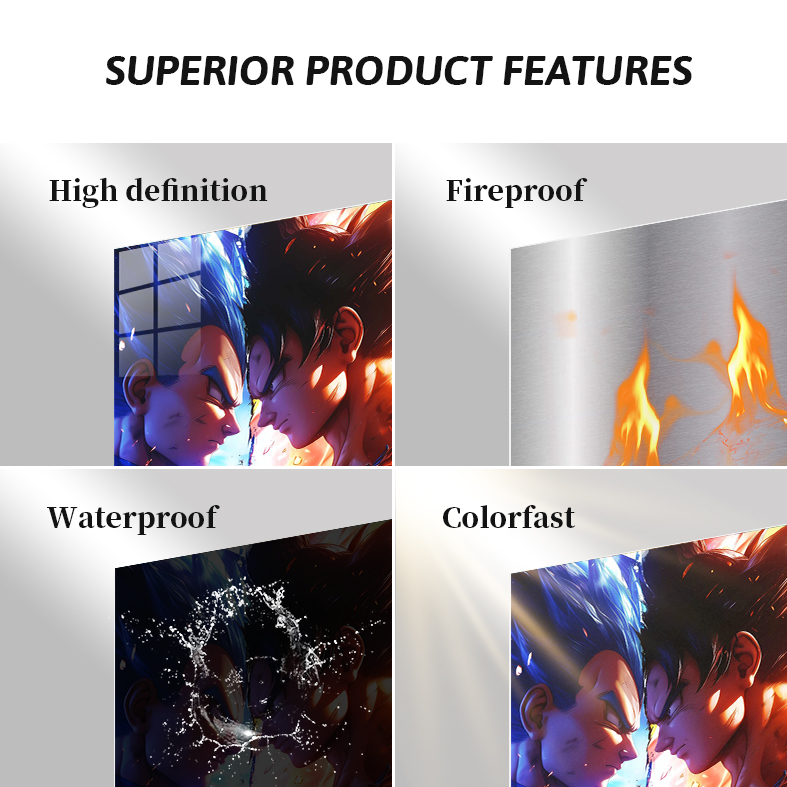 SUPERIOR PRODUCT FEATURES
High definition
Fireproof
Waterproof
Colorfast